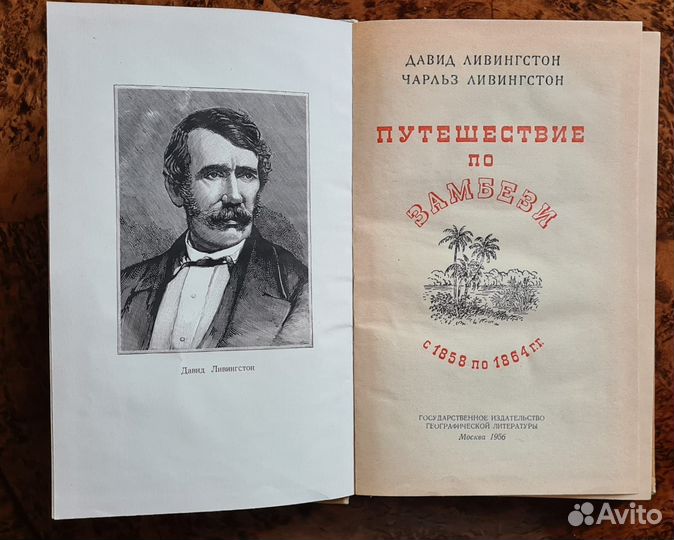 Давид Ливингстон
ДАВИД ЛИВИНГСТОН
ЧАРЛЬЗ ЛИВИНГСТОН
ПУТЕШЕСТВИЕ
ПО
ЗАМБЕЗИ
С 1858 ПО 1864 Г.Г.
ГОСУДАРСТВЕННОЕ ИЗДАТЕЛЬСТВО
ГЕОГРАФИЧЕСКОЙ ЛИТЕРАТУРЫ
Москва 1956
Avito